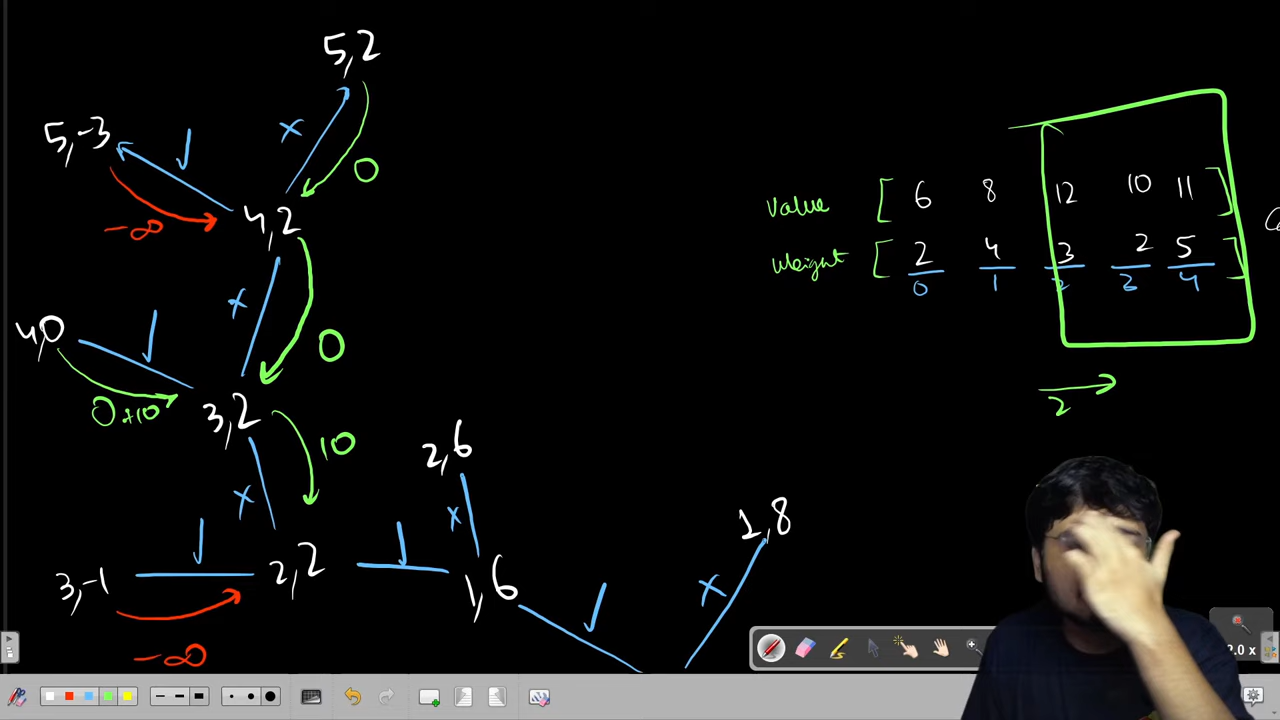 5,2
5,-3
✓
x
0
-∞
4,2
x
0
4,0
✓
0+10
3,2
10
x
2,6
x
1,8
x
3,-1
✓
2,2
✓
1,6
✓
-∞
Value [ 6 8 12 10 11 ]
Weight [ 2 4 3 2 5 ]
0 1 2 3 4
2
.0 x